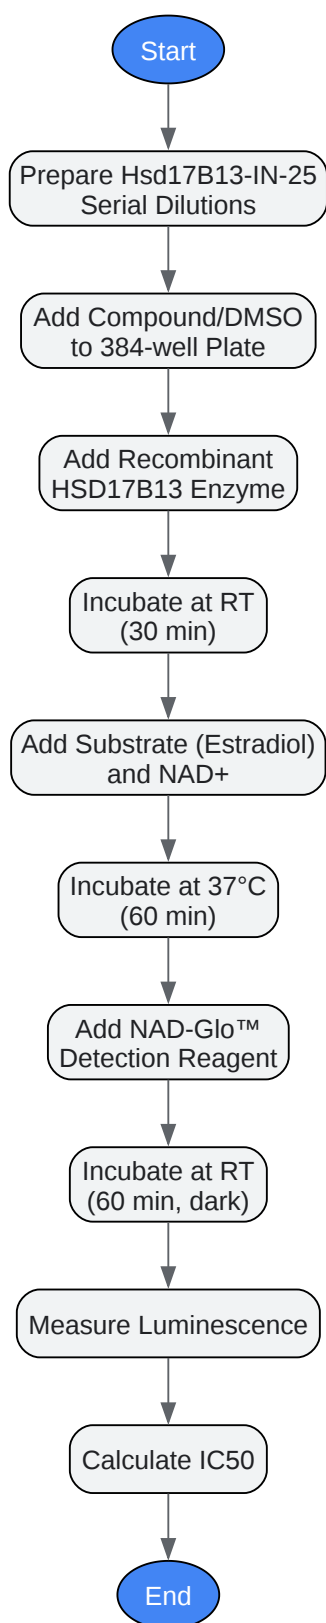 Start
Prepare Hsd17B13-IN-25
Serial Dilutions
Add Compound/DMSO
to 384-well Plate
Add Recombinant
HSD17B13 Enzyme
Incubate at RT
(30 min)
Add Substrate (Estradiol)
and NAD+
Incubate at 37°C
(60 min)
Add NAD-Glo™
Detection Reagent
Incubate at RT
(60 min, dark)
Measure Luminescence
Calculate IC50
End